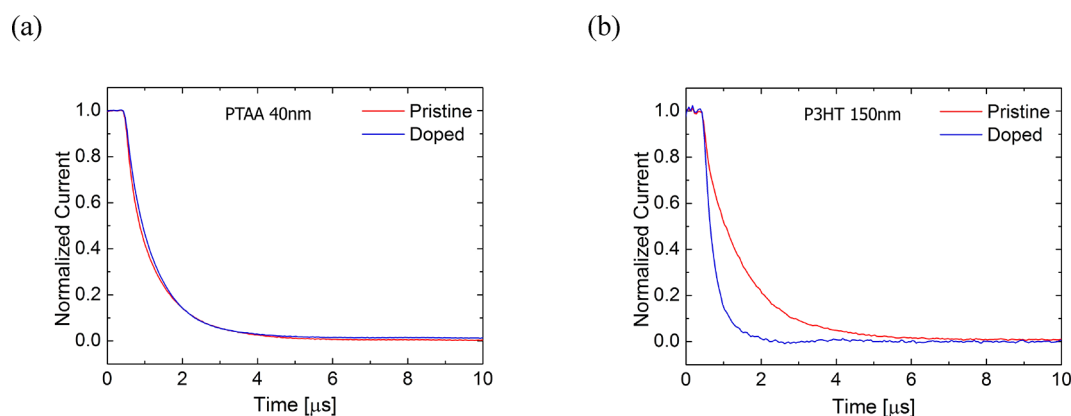 (a)
(b)
PTAA 40nm
Pristine
Doped
Normalized Current
1.0
0.8
0.6
0.4
0.2
0.0
0
2
4
6
8
10
Time [μs]
P3HT 150nm
Pristine
Doped
Normalized Current
1.0
0.8
0.6
0.4
0.2
0.0
0
2
4
6
8
10
Time [μs]